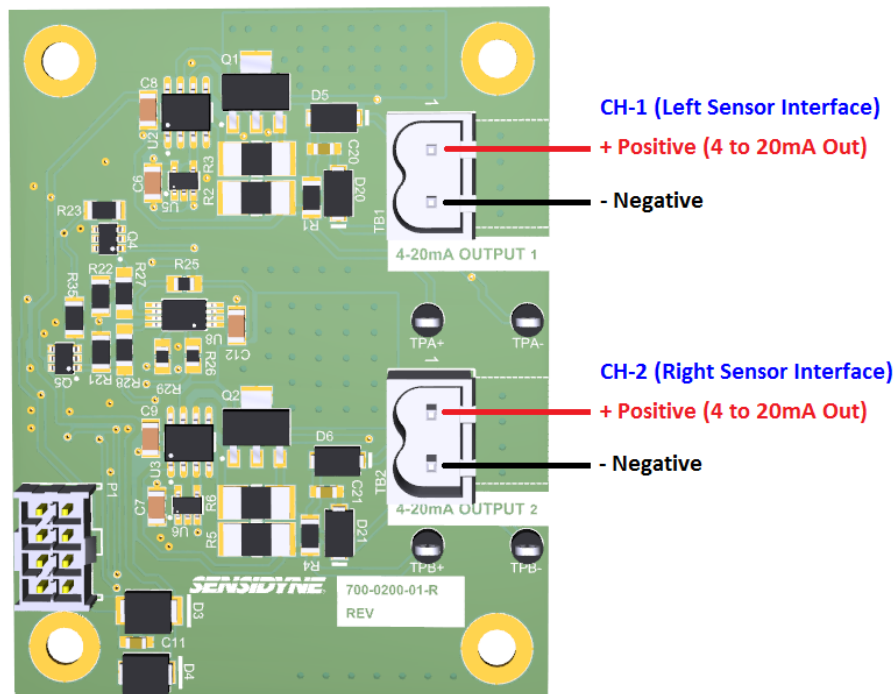 Q1
C8
D5
1
CH-1 (Left Sensor Interface)
+ Positive (4 to 20mA Out)
U2
R3
C20
C6
U5
R2
R1
D20
- Negative
TB1
R23
Q4
4-20mA OUTPUT 1
R25
R22
R27
R35
U8
C12
TPA+
TPA-
Q5
R21
R28
R29
R26
1
CH-2 (Right Sensor Interface)
Q2
+ Positive (4 to 20mA Out)
C9
D6
U3
- Negative
TB2
P1
C7
U6
R6
C21
4-20mA OUTPUT 2
R5
R4
D21
TPB+
TPB-
SENSIDYNE
700-0200-01-R
REV
D3
C11
D4